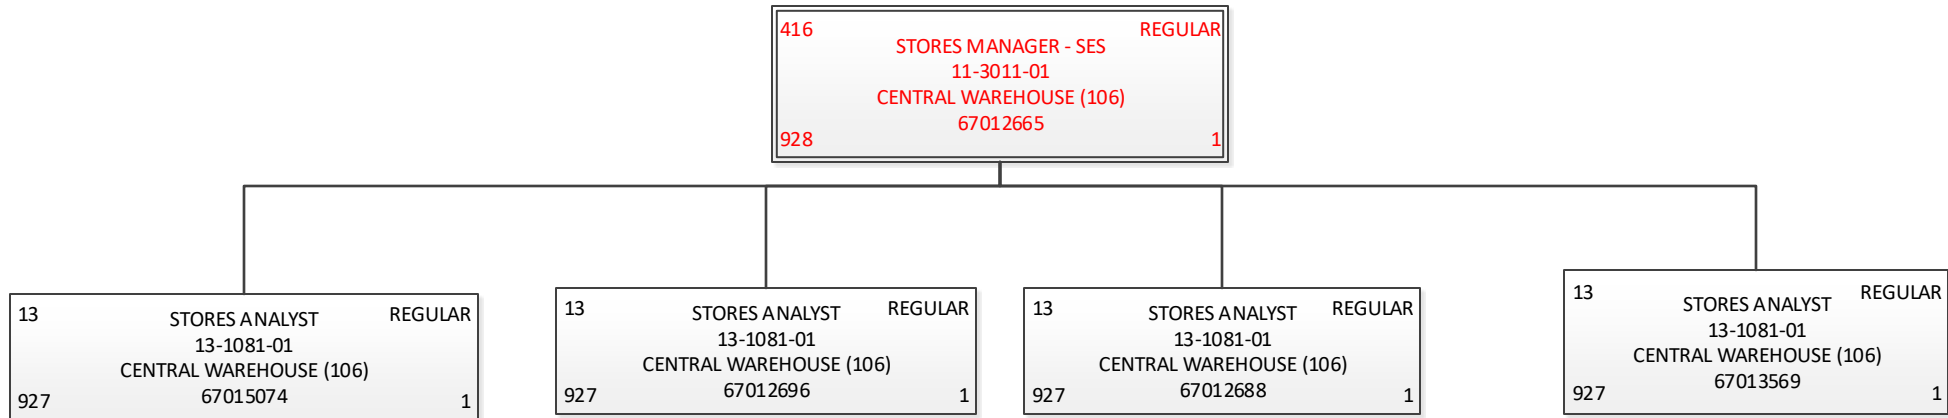 416 REGULAR
STORES MANAGER - SES
11-3011-01
CENTRAL WAREHOUSE (106)
67012665
928 1
13 REGULAR
STORES ANALYST
13-1081-01
CENTRAL WAREHOUSE (106)
67015074
927 1
13 REGULAR
STORES ANALYST
13-1081-01
CENTRAL WAREHOUSE (106)
67012696
927 1
13 REGULAR
STORES ANALYST
13-1081-01
CENTRAL WAREHOUSE (106)
67012688
927 1
13 REGULAR
STORES ANALYST
13-1081-01
CENTRAL WAREHOUSE (106)
67013569
927 1